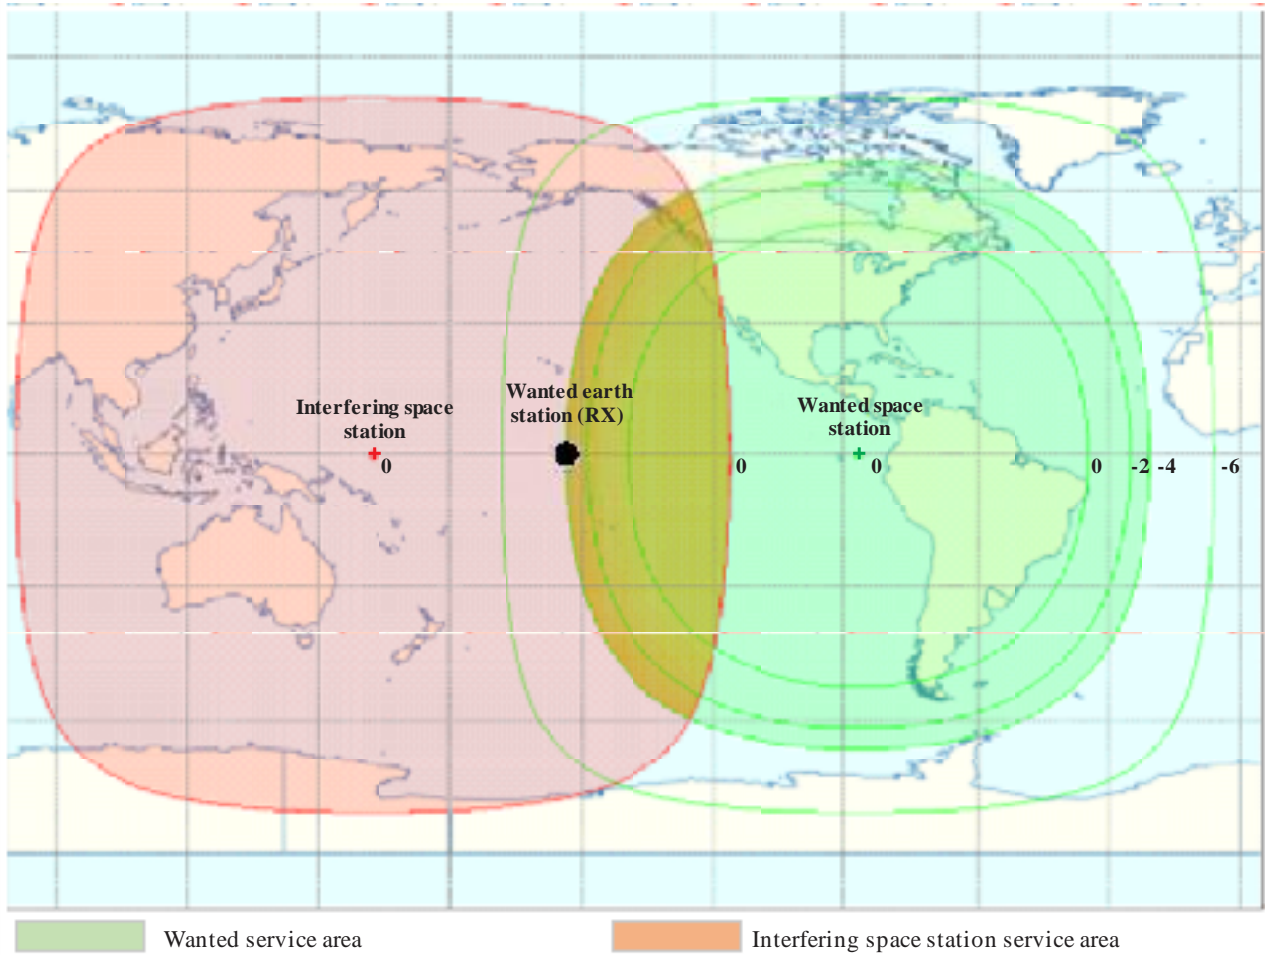 Wanted earth
station (RX)
Interfering space
station
Wanted space
station
0
0
0
0
-2
-4
-6
Wanted service area
Interfering space station service area